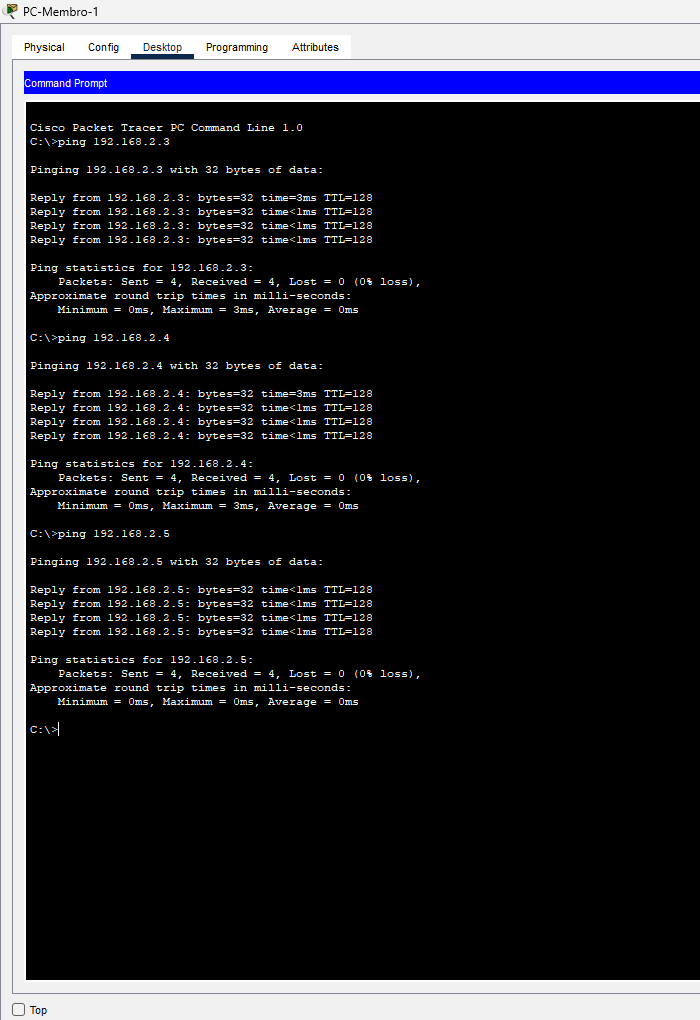 PC-Membro-1
Physical Config Desktop Programming Attributes
Command Prompt
Cisco Packet Tracer PC Command Line 1.0
C:\>ping 192.168.2.3
Pinging 192.168.2.3 with 32 bytes of data:
Reply from 192.168.2.3: bytes=32 time=3ms TTL=128
Reply from 192.168.2.3: bytes=32 time<1ms TTL=128
Reply from 192.168.2.3: bytes=32 time<1ms TTL=128
Reply from 192.168.2.3: bytes=32 time<1ms TTL=128
Ping statistics for 192.168.2.3:
Packets: Sent = 4, Received = 4, Lost = 0 (0% loss),
Approximate round trip times in milli-seconds:
Minimum = 0ms, Maximum = 3ms, Average = 0ms
C:\>ping 192.168.2.4
Pinging 192.168.2.4 with 32 bytes of data:
Reply from 192.168.2.4: bytes=32 time=3ms TTL=128
Reply from 192.168.2.4: bytes=32 time<1ms TTL=128
Reply from 192.168.2.4: bytes=32 time<1ms TTL=128
Reply from 192.168.2.4: bytes=32 time<1ms TTL=128
Ping statistics for 192.168.2.4:
Packets: Sent = 4, Received = 4, Lost = 0 (0% loss),
Approximate round trip times in milli-seconds:
Minimum = 0ms, Maximum = 3ms, Average = 0ms
C:\>ping 192.168.2.5
Pinging 192.168.2.5 with 32 bytes of data:
Reply from 192.168.2.5: bytes=32 time<1ms TTL=128
Reply from 192.168.2.5: bytes=32 time<1ms TTL=128
Reply from 192.168.2.5: bytes=32 time<1ms TTL=128
Reply from 192.168.2.5: bytes=32 time<1ms TTL=128
Ping statistics for 192.168.2.5:
Packets: Sent = 4, Received = 4, Lost = 0 (0% loss),
Approximate round trip times in milli-seconds:
Minimum = 0ms, Maximum = 0ms, Average = 0ms
C:\>
Top